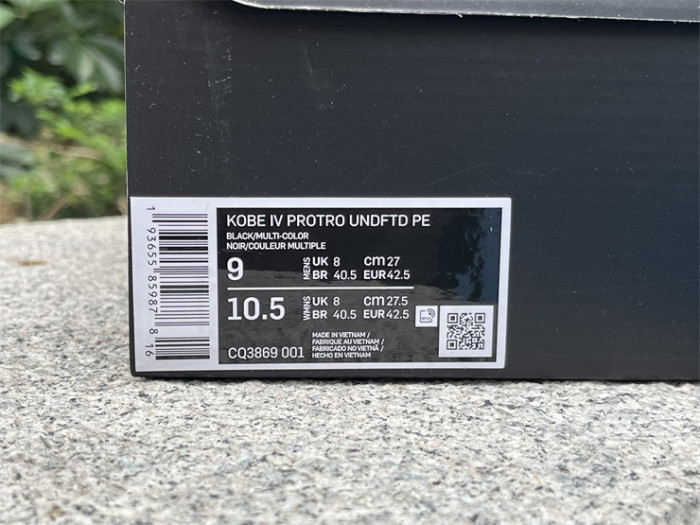 KOBE IV PROTRO UNDFTD PE
BLACK/MULTI-COLOR
NOIR/COULEUR MULTIPLE
9 MENS UK 8 cm 27
BR 40.5 EUR 42.5
10.5 WMNS UK 8 cm 27.5
BR 40.5 EUR 42.5
CQ3869 001
MADE IN VIETNAM /
FABRIQUE AU VIETNAM /
FABRICADO NO VIETNÃ /
HECHO EN VIETNAM
1 93655 85987 8 16